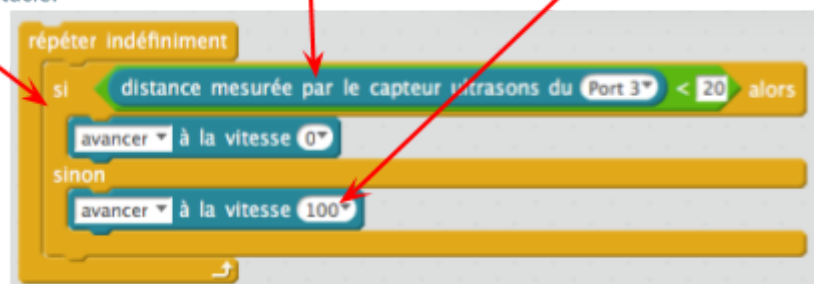 répéter indéfiniment
si distance mesurée par le capteur ultrasons du Port 3 < 20 alors
avancer à la vitesse 0
sinon
avancer à la vitesse 100